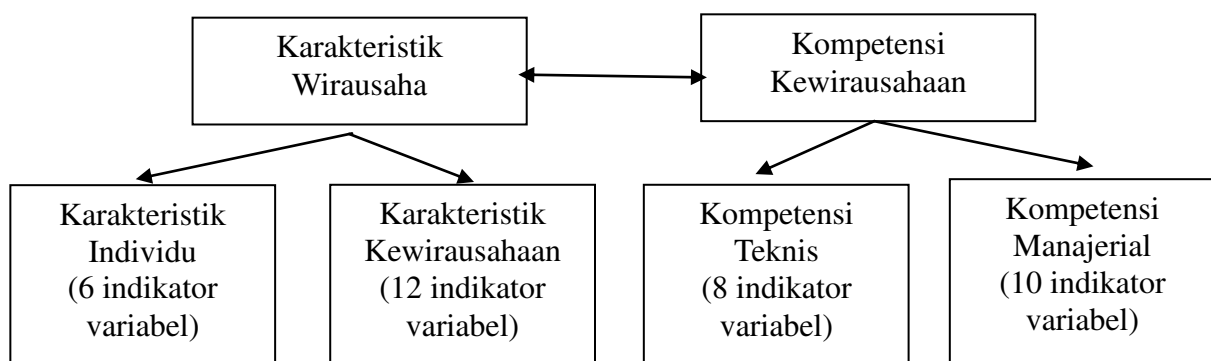 Karakteristik
Wirausaha
Kompetensi
Kewirausahaan
Karakteristik
Individu
(6 indikator
variabel)
Karakteristik
Kewirausahaan
(12 indikator
variabel)
Kompetensi
Teknis
(8 indikator
variabel)
Kompetensi
Manajerial
(10 indikator
variabel)